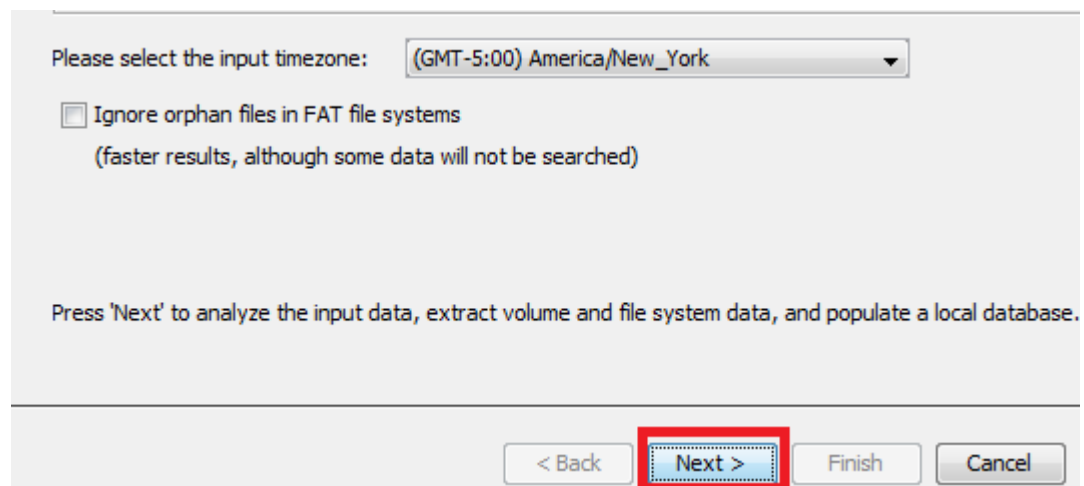 Please select the input timezone: (GMT-5:00) America/New_York
Ignore orphan files in FAT file systems
(faster results, although some data will not be searched)
Press 'Next' to analyze the input data, extract volume and file system data, and populate a local database.
< Back Next > Finish Cancel